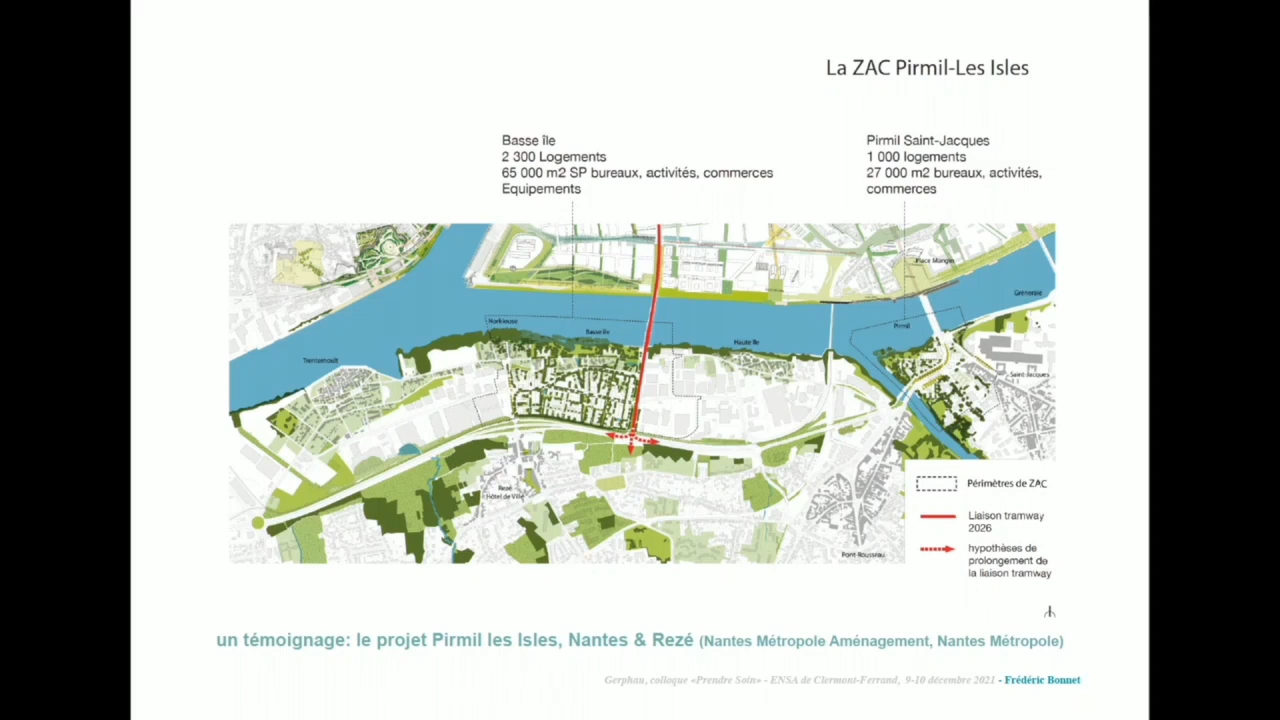 La ZAC Pirmil-Les Isles
Basse île
2 300 Logements
65 000 m2 SP bureaux, activités, commerces
Equipements
Pirmil Saint-Jacques
1 000 logements
27 000 m2 bureaux, activités,
commerces
Place Mangin
Gréneraie
Norkiouse
Basse île
Pirmil
Haute île
Trentemoult
Saint-Jacques
Rezé
Hôtel de Ville
Pont-Rousseau
Périmètres de ZAC
Liaison tramway
2026
hypothèses de
prolongement de
la liaison tramway
un témoignage: le projet Pirmil les Isles, Nantes & Rezé (Nantes Métropole Aménagement, Nantes Métropole)
Gerphau, colloque «Prendre Soin» - ENSA de Clermont-Ferrand, 9-10 décembre 2021 - Frédéric Bonnet